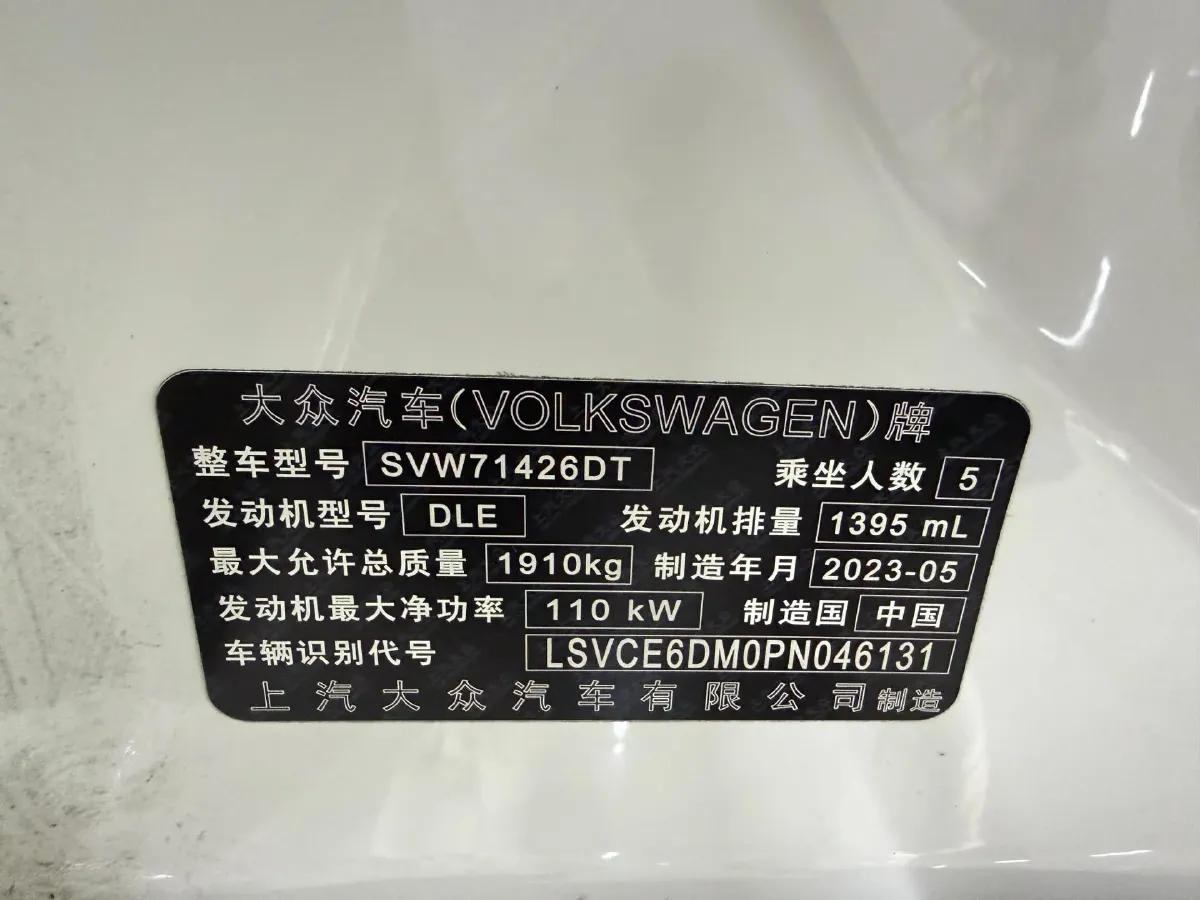 大众汽车(VOLKSWAGEN)牌
整车型号 SVW71426DT 乘坐人数 5
发动机型号 DLE 发动机排量 1395 mL
最大允许总质量 1910kg 制造年月 2023-05
发动机最大净功率 110 kW 制造国 中国
车辆识别代号 LSVCE6DM0PN046131
上汽大众汽车有限公司制造